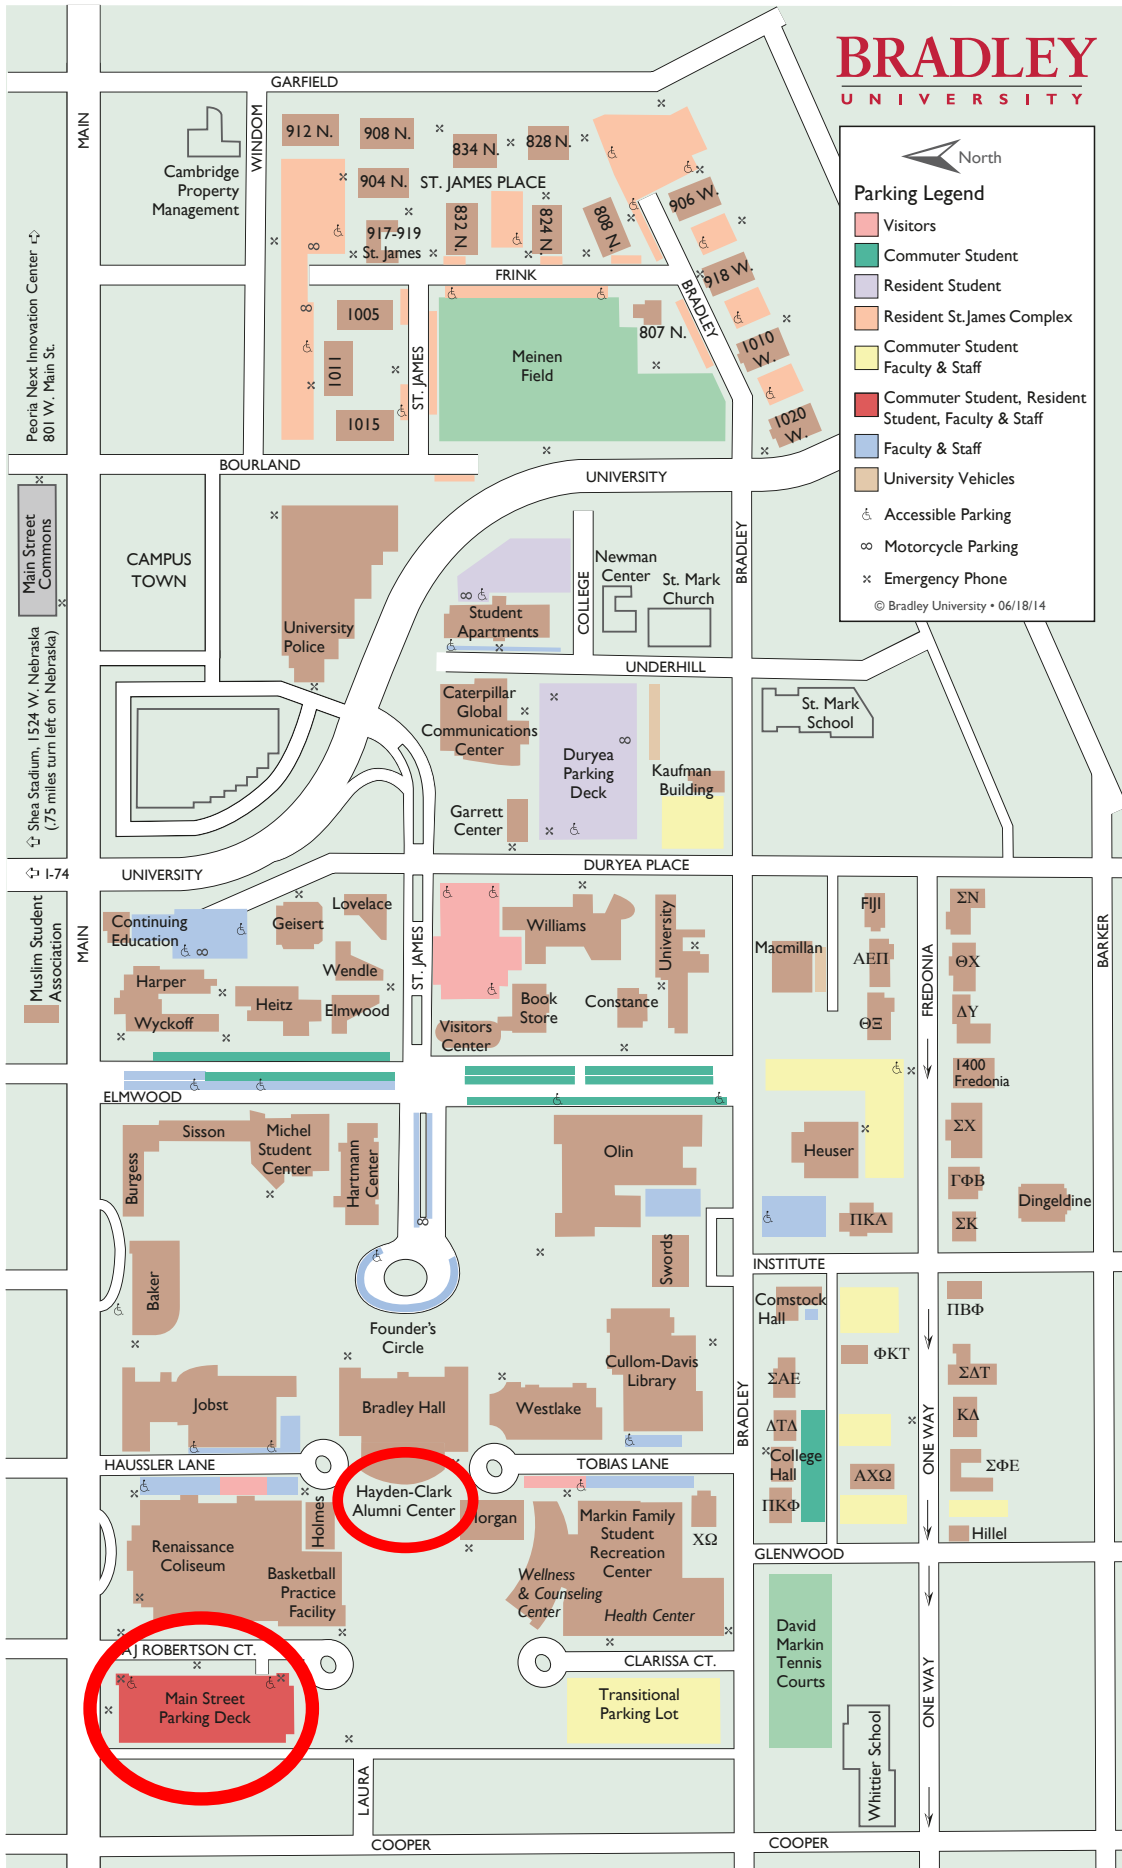 BRADLEY
UNIVERSITY
North
Parking Legend
Visitors
Commuter Student
Resident Student
Resident St.James Complex
Commuter Student
Faculty & Staff
Commuter Student, Resident
Student, Faculty & Staff
Faculty & Staff
University Vehicles
Accessible Parking
Motorcycle Parking
Emergency Phone
© Bradley University • 06/18/14
GARFIELD
MAIN
WINDOM
Cambridge
Property
Management
912 N.
908 N.
834 N.
828 N.
904 N.
ST. JAMES PLACE
917-919
St. James
832 N.
824 N.
808 N.
906 W.
918 W.
1010
W.
1020
W.
FRINK
BRADLEY
807 N.
1005
1011
1015
ST. JAMES
Meinen
Field
Peoria Next Innovation Center
801 W. Main St.
BOURLAND
UNIVERSITY
Main Street
Commons
CAMPUS
TOWN
University
Police
Student
Apartments
COLLEGE
Newman
Center
St. Mark
Church
BRADLEY
UNDERHILL
St. Mark
School
Shea Stadium, 1524 W. Nebraska
(.75 miles turn left on Nebraska)
Caterpillar
Global
Communications
Center
Duryea
Parking
Deck
Kaufman
Building
Garrett
Center
I-74
UNIVERSITY
DURYEA PLACE
Muslim Student
Association
MAIN
Continuing
Education
Geisert
Lovelace
Wendle
Harper
Heitz
Elmwood
Wyckoff
ST. JAMES
Williams
University
Book
Store
Constance
Visitors
Center
Macmillan
FIJI
ΑΕΠ
ΘΞ
FREDONIA
ΣΝ
ΘΧ
ΔΥ
1400
Fredonia
BARKER
ELMWOOD
Sisson
Michel
Student
Center
Burgess
Hartmann
Center
Olin
Heuser
ΣΧ
ΓΦΒ
ΣΚ
Dingeldine
ΠΚΑ
Swords
Baker
INSTITUTE
Founder's
Circle
Comstock
Hall
ΠΒΦ
ΦΚΤ
Cullom-Davis
Library
ΣΑΕ
ΣΔΤ
Jobst
Bradley Hall
Westlake
BRADLEY
ΔΤΔ
ΚΔ
ONE WAY
College
Hall
ΑΧΩ
ΣΦΕ
ΠΚΦ
Hillel
HAUSSLER LANE
TOBIAS LANE
Hayden-Clark
Alumni Center
Holmes
Morgan
Renaissance
Coliseum
Basketball
Practice
Facility
Markin Family
Student
Recreation
Center
ΧΩ
Wellness
& Counseling
Center
Health Center
GLENWOOD
AJ ROBERTSON CT.
CLARISSA CT.
David
Markin
Tennis
Courts
Main Street
Parking Deck
Transitional
Parking Lot
ONE WAY
Whittier School
LAURA
COOPER
COOPER